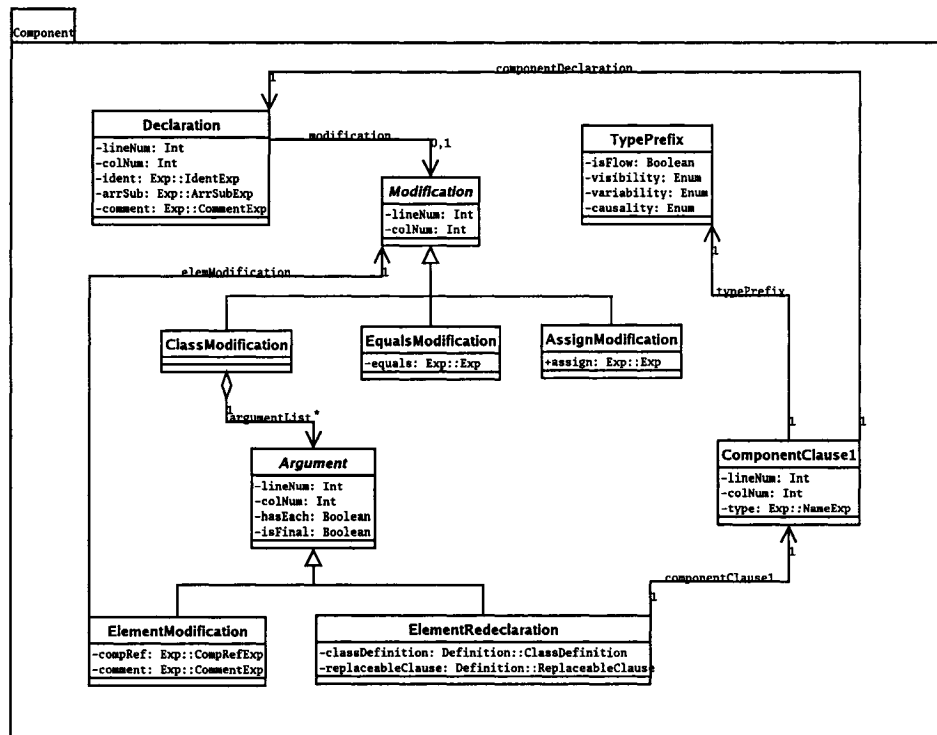 Component
componentDeclaration
1
Declaration
-lineNum: Int
-colNum: Int
-ident: Exp::IdentExp
-arrSub: Exp::ArrSubExp
-comment: Exp::CommentExp
modification
0,1
TypePrefix
-isFlow: Boolean
-visibility: Enum
-variability: Enum
-causality: Enum
Modification
-lineNum: Int
-colNum: Int
elemModification
1
1
typePrefix
ClassModification
EqualsModification
-equals: Exp::Exp
AssignModification
+assign: Exp::Exp
1
argumentList
*
1
1
Argument
-lineNum: Int
-colNum: Int
-hasEach: Boolean
-isFinal: Boolean
ComponentClause1
-lineNum: Int
-colNum: Int
-type: Exp::NameExp
1
componentClause1
1
ElementModification
-compRef: Exp::CompRefExp
-comment: Exp::CommentExp
ElementRedeclaration
-classDefinition: Definition::ClassDefinition
-replaceableClause: Definition::ReplaceableClause